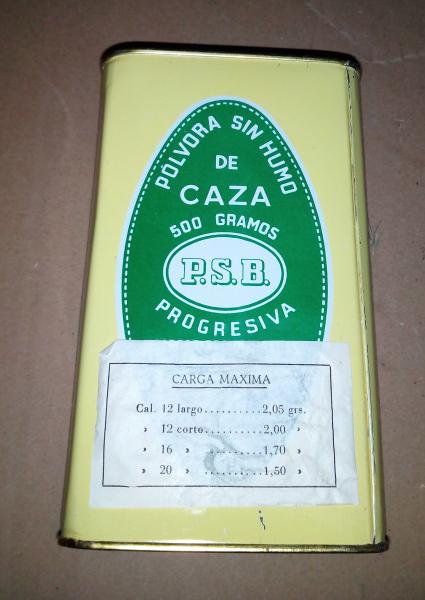 PÓLVORA SIN HUMO
DE
CAZA
500 GRAMOS
P.S.B.
PROGRESIVA
CARGA MAXIMA
Cal. 12 largo..........2,05 grs.
» 12 corto..........2,00 »
» 16 » ..........1,70 »
» 20 » ..........1,50 »